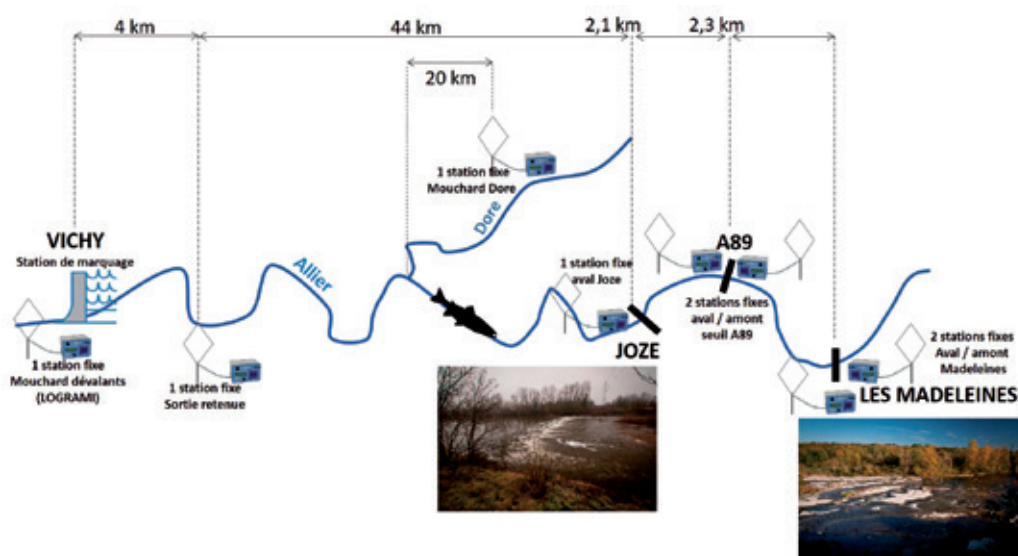 4 km
44 km
2,1 km
2,3 km
20 km
1 station fixe
Mouchard Dore
Dore
VICHY
Station de marquage
Allier
A89
1 station fixe
aval Joze
2 stations fixes
aval / amont
seuil A89
JOZE
2 stations fixes
Aval / amont
Madeleines
1 station fixe
Mouchard dévalants
(LOGRAMI)
1 station fixe
Sortie retenue
LES MADELEINES